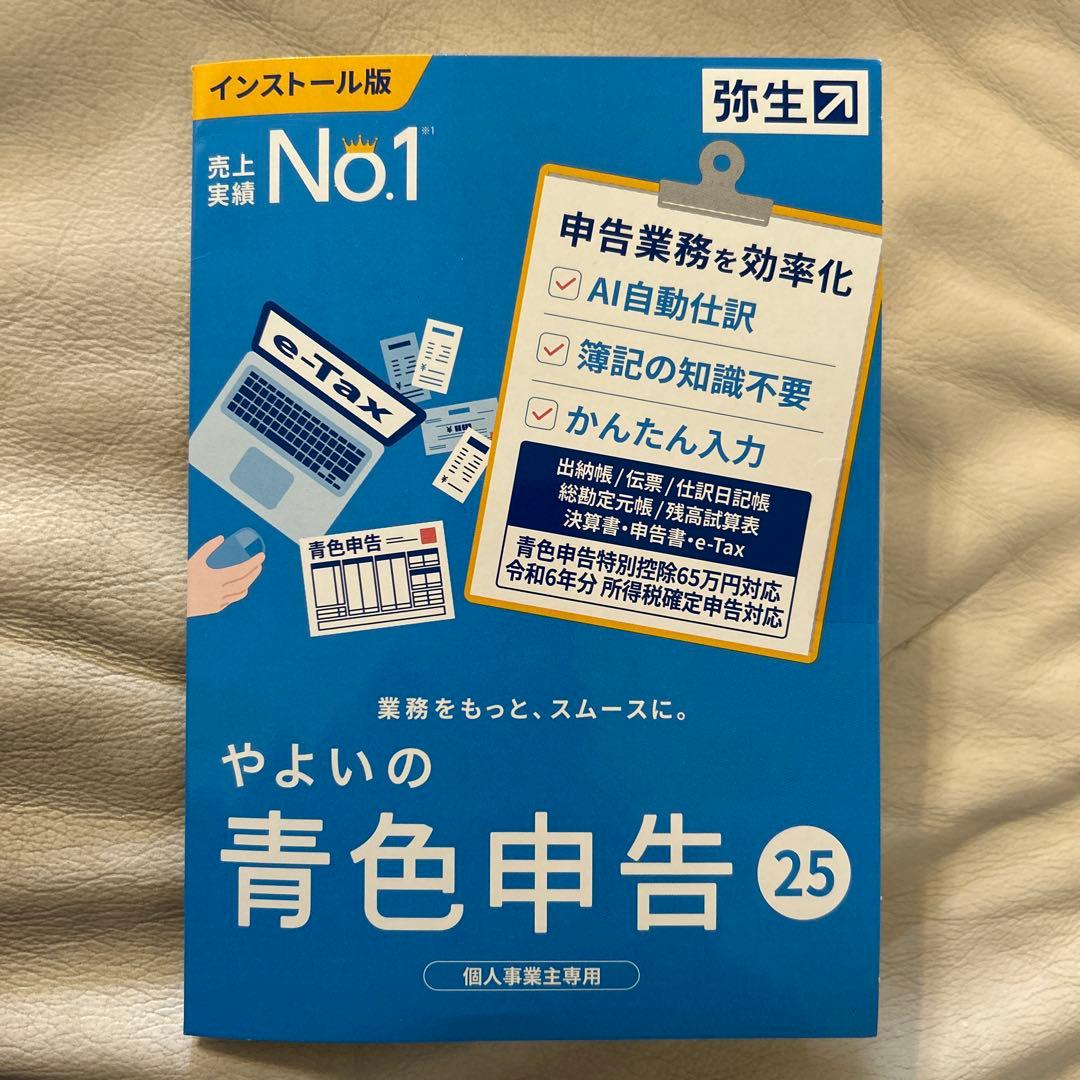 インストール版
弥生
売上
実績
No.1
※1
申告業務を効率化
AI自動仕訳
簿記の知識不要
かんたん入力
出納帳/伝票/仕訳日記帳
総勘定元帳/残高試算表
決算書・申告書・e-Tax
青色申告特別控除65万円対応
令和6年分 所得税確定申告対応
e-Tax
青色申告
業務をもっと、スムースに。
やよいの
青色申告 25
個人事業主専用